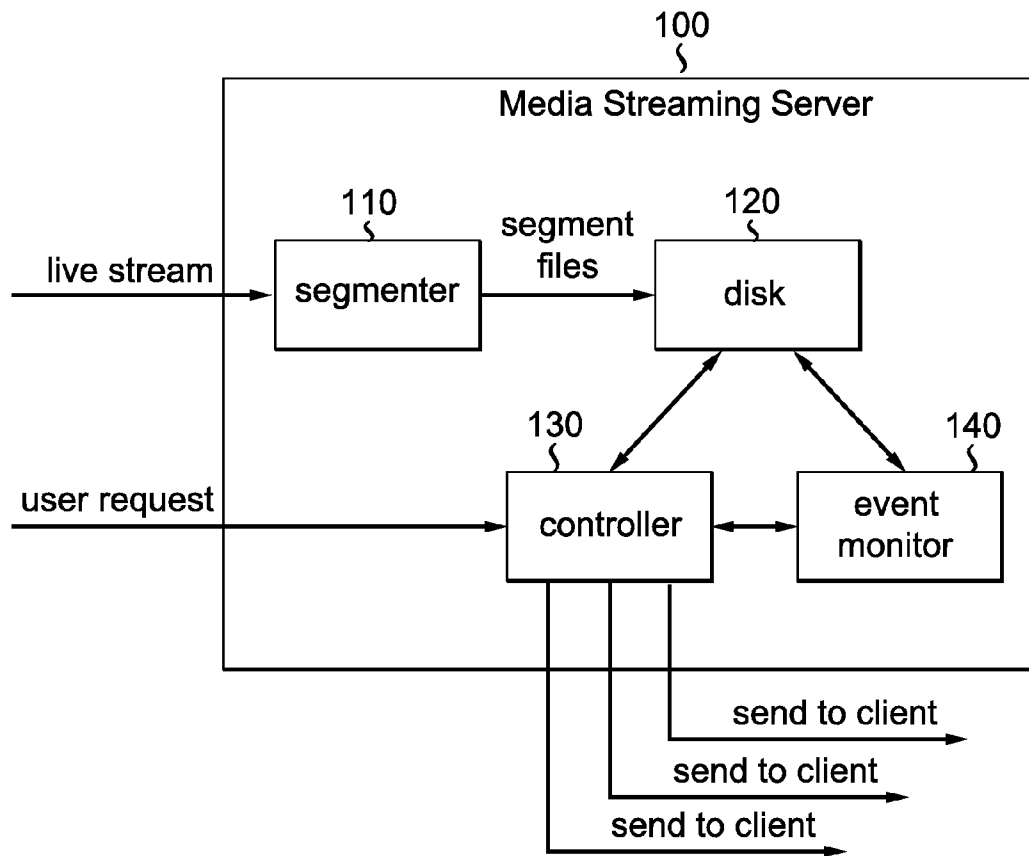 100
Media Streaming Server
110
segment
files
120
live stream
segmenter
disk
130
140
user request
controller
event
monitor
send to client
send to client
send to client